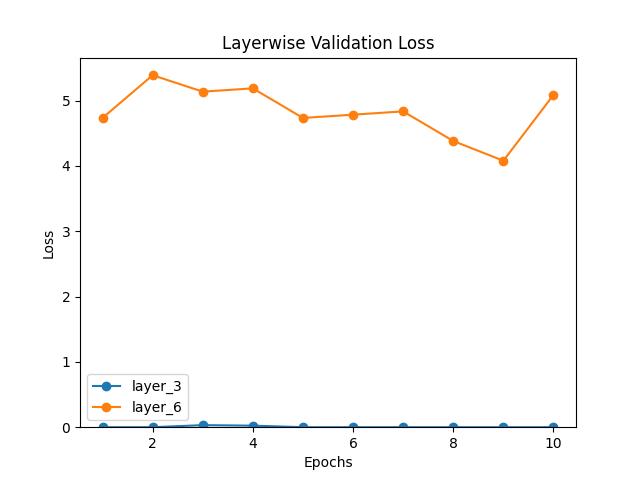 Layerwise Validation Loss
Loss
5
4
3
2
1
0
layer_3
layer_6
2 4 6 8 10
Epochs